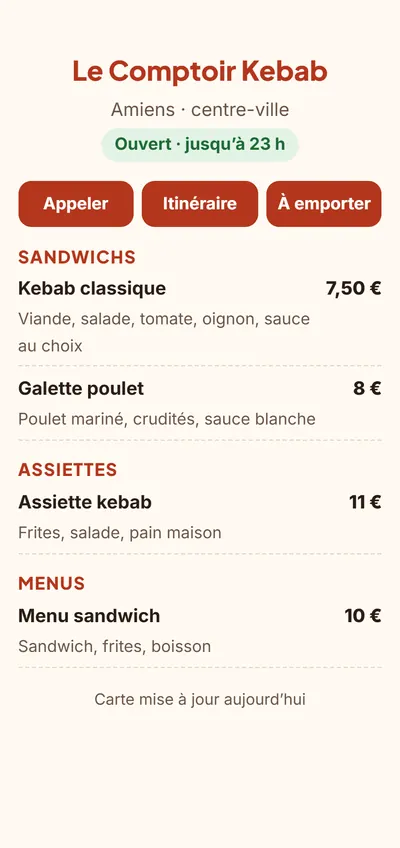 Le Comptoir Kebab
Amiens · centre-ville
Ouvert · jusqu’à 23 h
Appeler
Itinéraire
À emporter
SANDWICHS
Kebab classique 7,50 €
Viande, salade, tomate, oignon, sauce
au choix
Galette poulet 8 €
Poulet mariné, crudités, sauce blanche
ASSIETTES
Assiette kebab 11 €
Frites, salade, pain maison
MENUS
Menu sandwich 10 €
Sandwich, frites, boisson
Carte mise à jour aujourd’hui